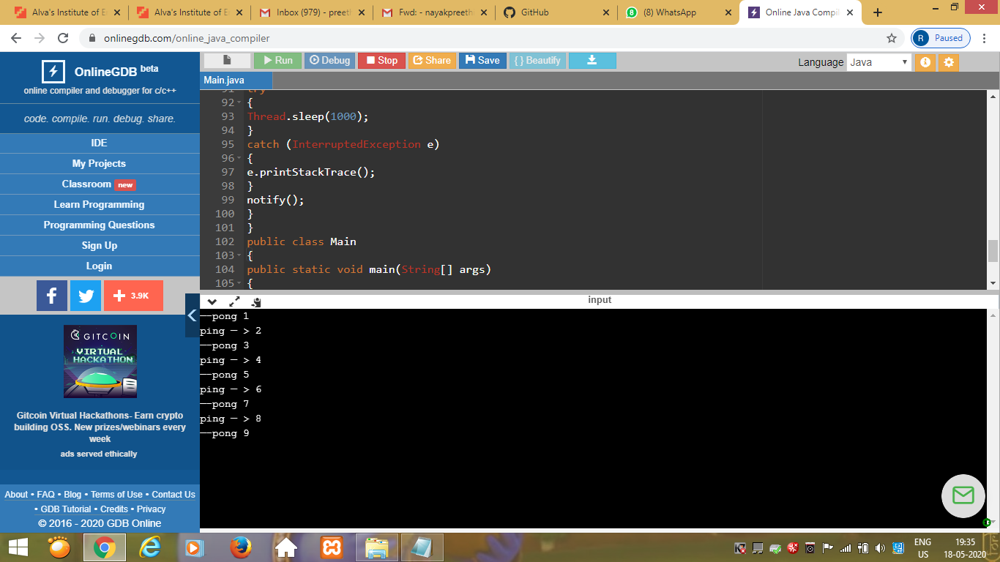 Alva's Institute of E
Alva's Institute of E
Inbox (979) - preeth
Fwd: - nayakpreethi
GitHub
(8) WhatsApp
Online Java Compil
onlinegdb.com/online_java_compiler
R Paused
OnlineGDB beta
online compiler and debugger for c/c++
code. compile. run. debug. share.
IDE
My Projects
Classroom new
Learn Programming
Programming Questions
Sign Up
Login
f
3.9K
GITCOIN
VIRTUAL
HACKATHON
Gitcoin Virtual Hackathons- Earn crypto
building OSS. New prizes/webinars every
week
ads served ethically
About • FAQ • Blog • Terms of Use • Contact Us
• GDB Tutorial • Credits • Privacy
© 2016 - 2020 GDB Online
Run Debug Stop Share Save { } Beautify
Language Java
Main.java
91 try
92 {
93 Thread.sleep(1000);
94 }
95 catch (InterruptedException e)
96 {
97 e.printStackTrace();
98 }
99 notify();
100 }
101 }
102 public class Main
103 {
104 public static void main(String[] args)
105 {
input
——pong 1
ping — > 2
——pong 3
ping — > 4
——pong 5
ping — > 6
——pong 7
ping — > 8
——pong 9
ENG
US
19:35
18-05-2020